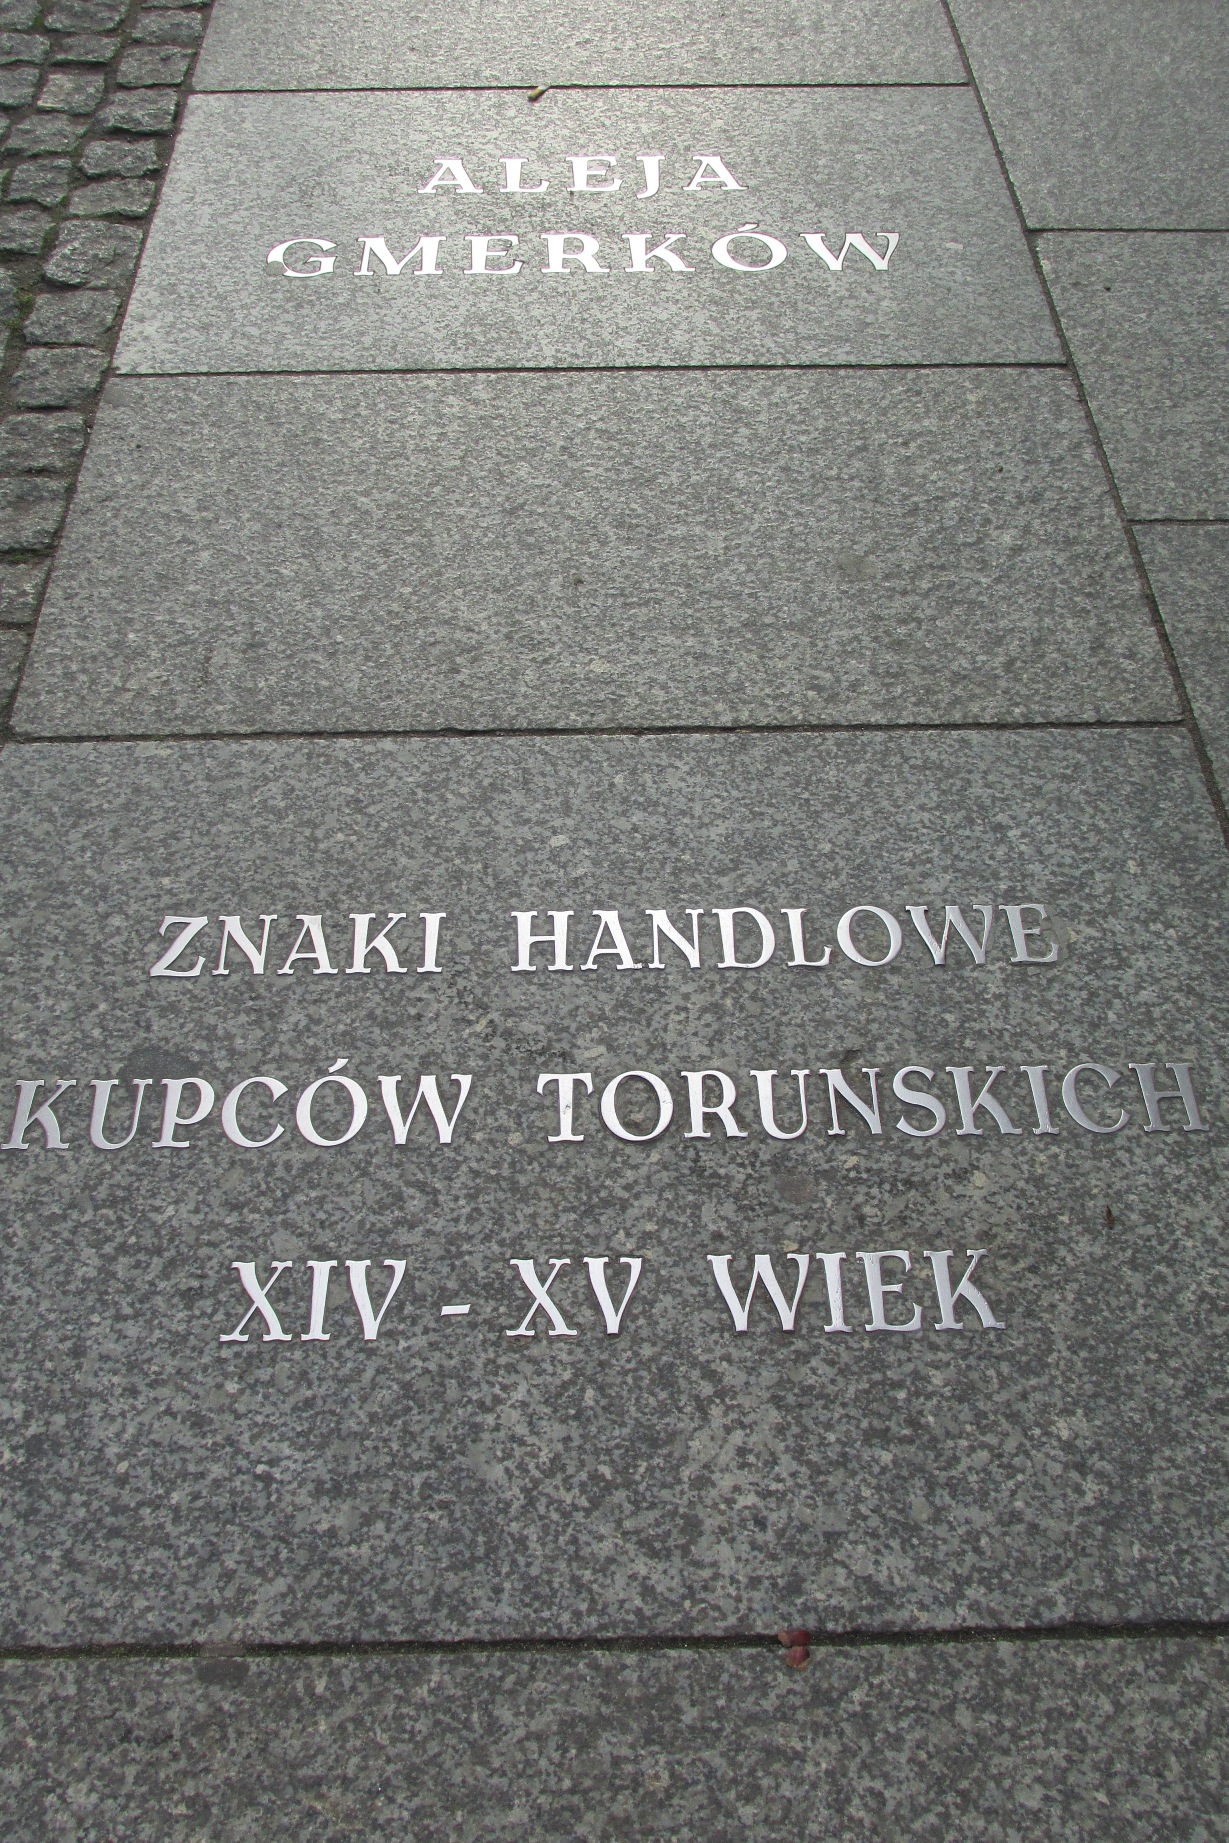 ALEJA
GMERKÓW
ZNAKI HANDLOWE
KUPCÓW TORUNSKICH
XIV - XV WIEK